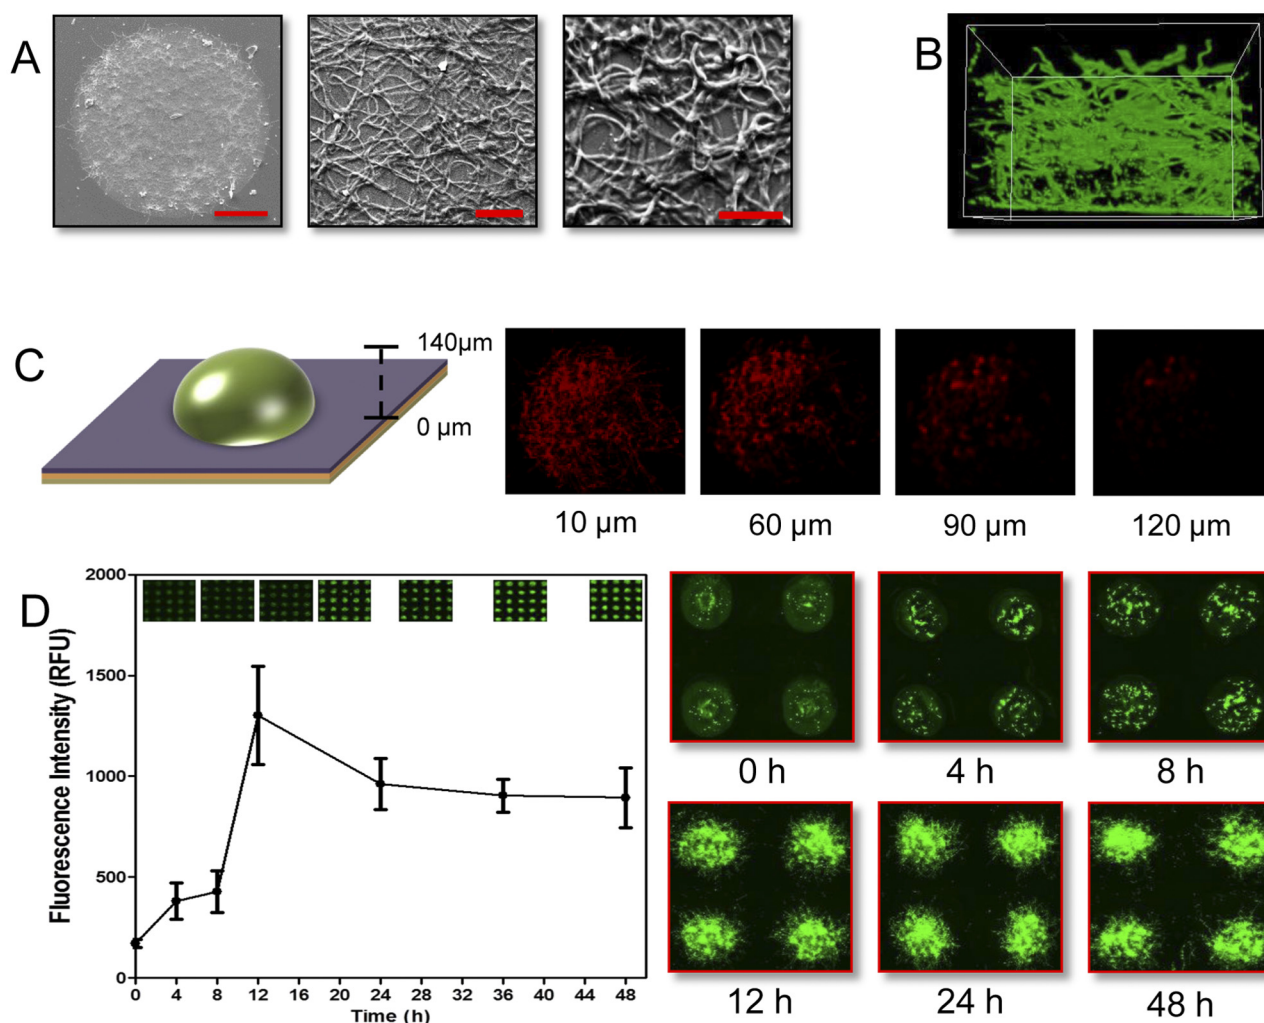 A
B
C
140µm
0 µm
10 µm
60 µm
90 µm
120 µm
D
Fluorescence Intensity (RFU)
2000
1500
1000
500
0
0 4 8 12 16 20 24 28 32 36 40 44 48
Time (h)
0 h
4 h
8 h
12 h
24 h
48 h